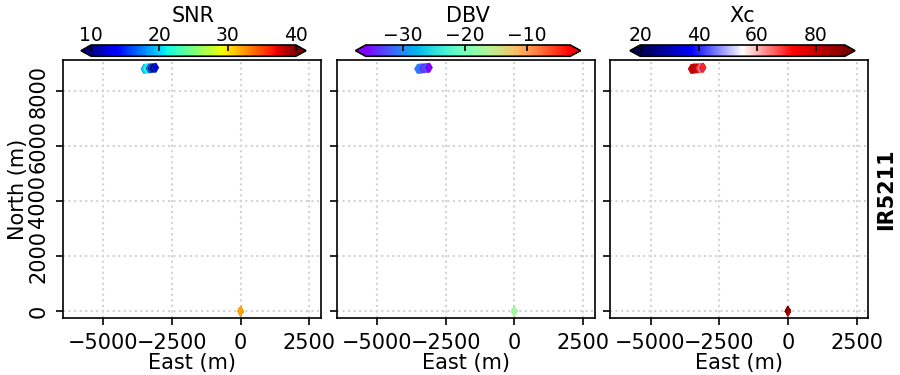 SNR DBV Xc
10 20 30 40 −30 −20 −10 20 40 60 80
North (m)
8000
6000
4000
2000
0
IR5211
−5000 −2500 0 2500 −5000 −2500 0 2500 −5000 −2500 0 2500
East (m) East (m) East (m)